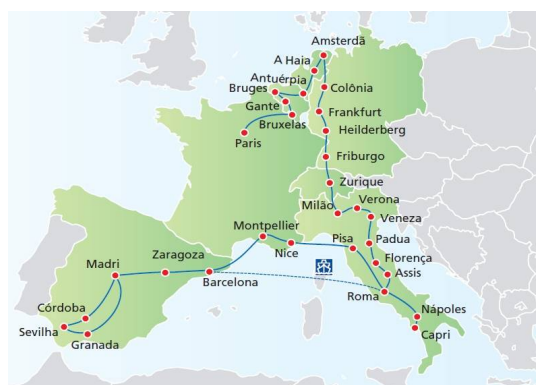 Amsterdã
A Haia
Antuérpia
Bruges
Colônia
Gante
Frankfurt
Bruxelas
Heilderberg
Paris
Friburgo
Zurique
Milão
Verona
Veneza
Montpellier
Pisa
Padua
Nice
Florença
Zaragoza
Madri
Assis
Barcelona
Roma
Córdoba
Nápoles
Sevilha
Granada
Capri